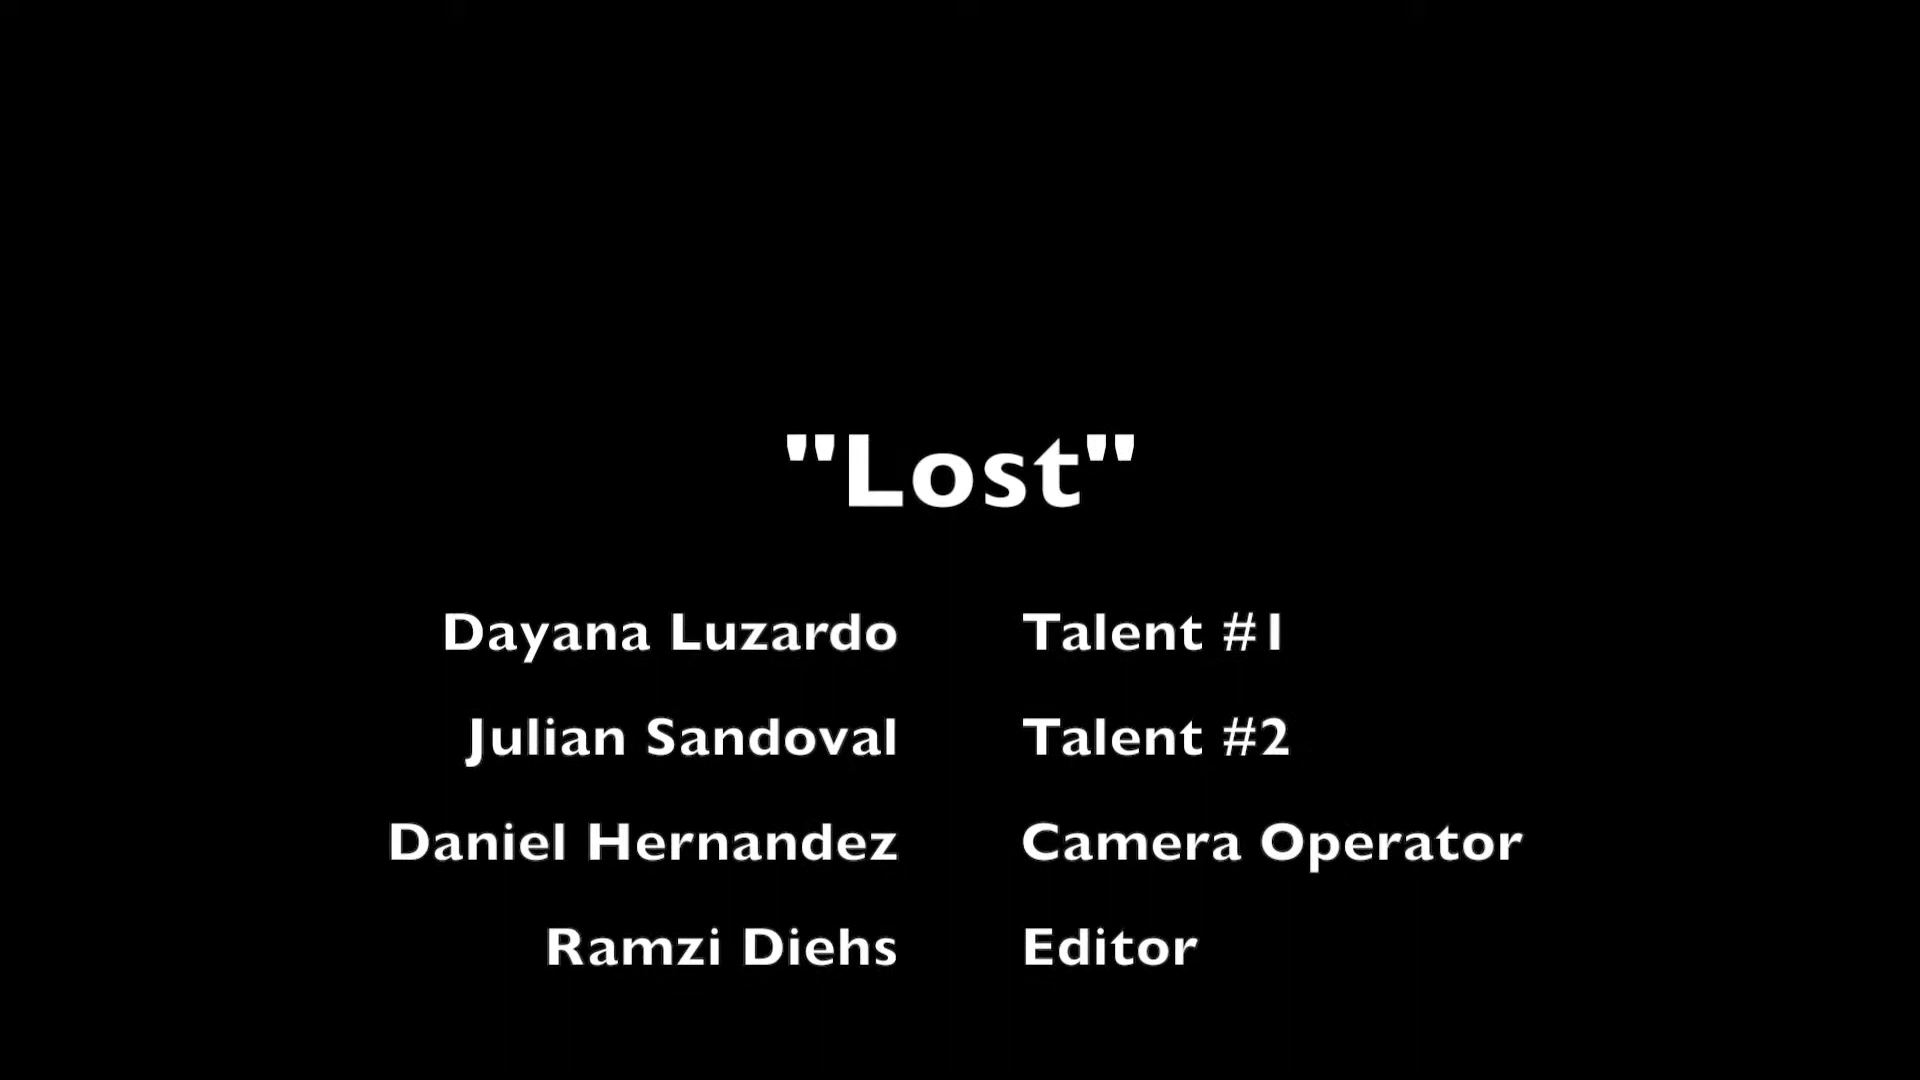 "Lost"
Dayana Luzardo Talent #1
Julian Sandoval Talent #2
Daniel Hernandez Camera Operator
Ramzi Diehs Editor